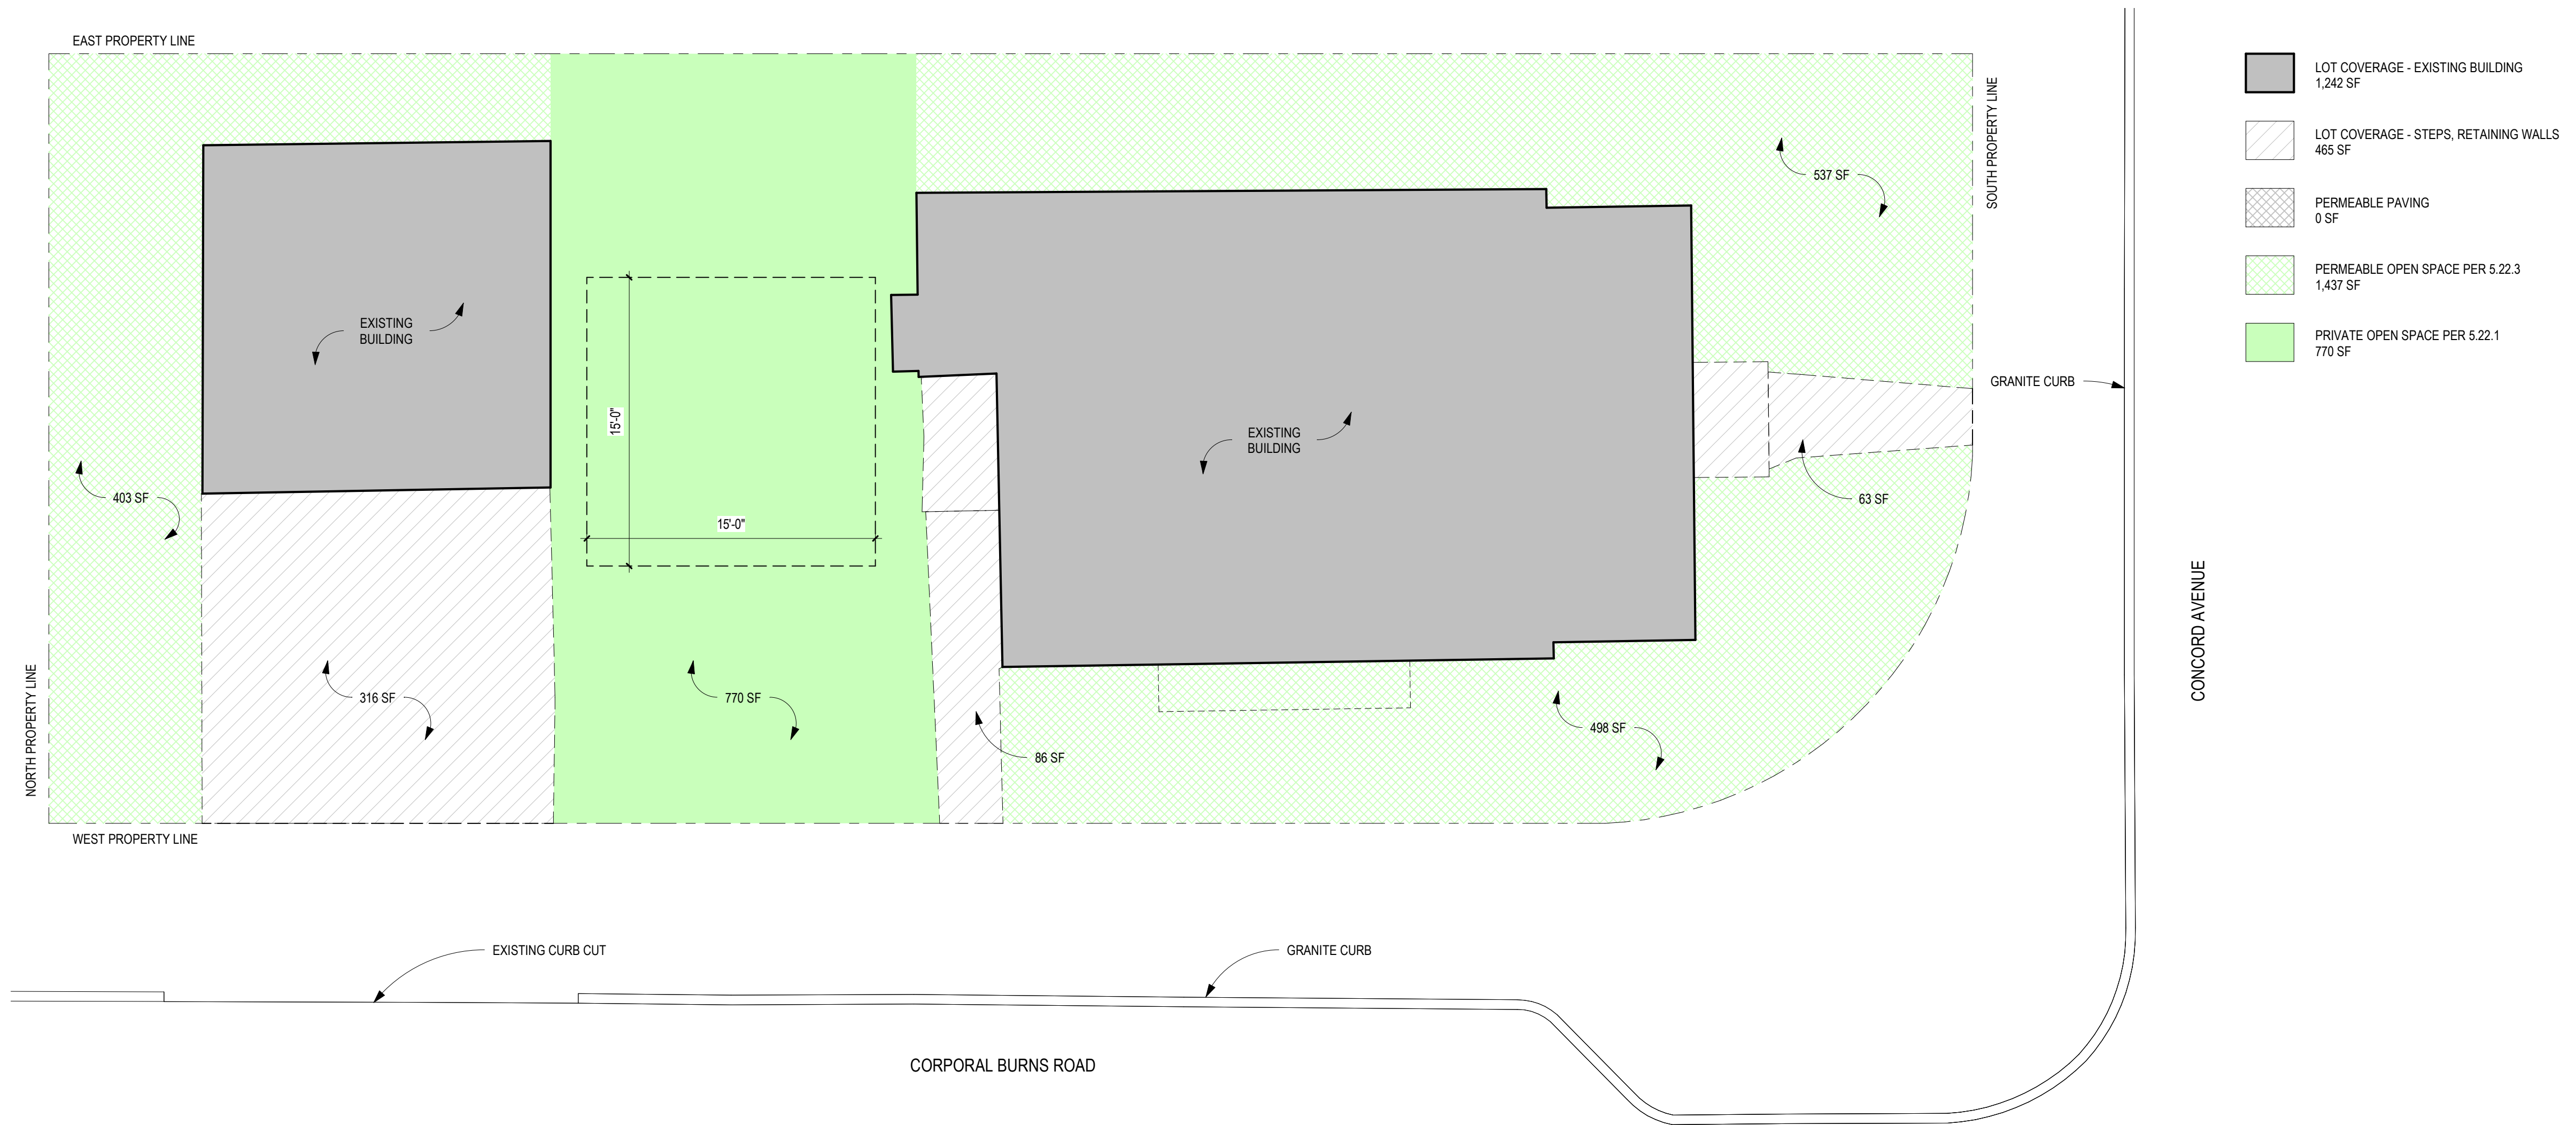 EAST PROPERTY LINE
EXISTING
BUILDING
403 SF
316 SF
NORTH PROPERTY LINE
WEST PROPERTY LINE
15'-0"
15'-0"
770 SF
86 SF
EXISTING
BUILDING
498 SF
537 SF
63 SF
SOUTH PROPERTY LINE
GRANITE CURB
CONCORD AVENUE
EXISTING CURB CUT
GRANITE CURB
CORPORAL BURNS ROAD
LOT COVERAGE - EXISTING BUILDING
1,242 SF
LOT COVERAGE - STEPS, RETAINING WALLS
465 SF
PERMEABLE PAVING
0 SF
PERMEABLE OPEN SPACE PER 5.22.3
1,437 SF
PRIVATE OPEN SPACE PER 5.22.1
770 SF